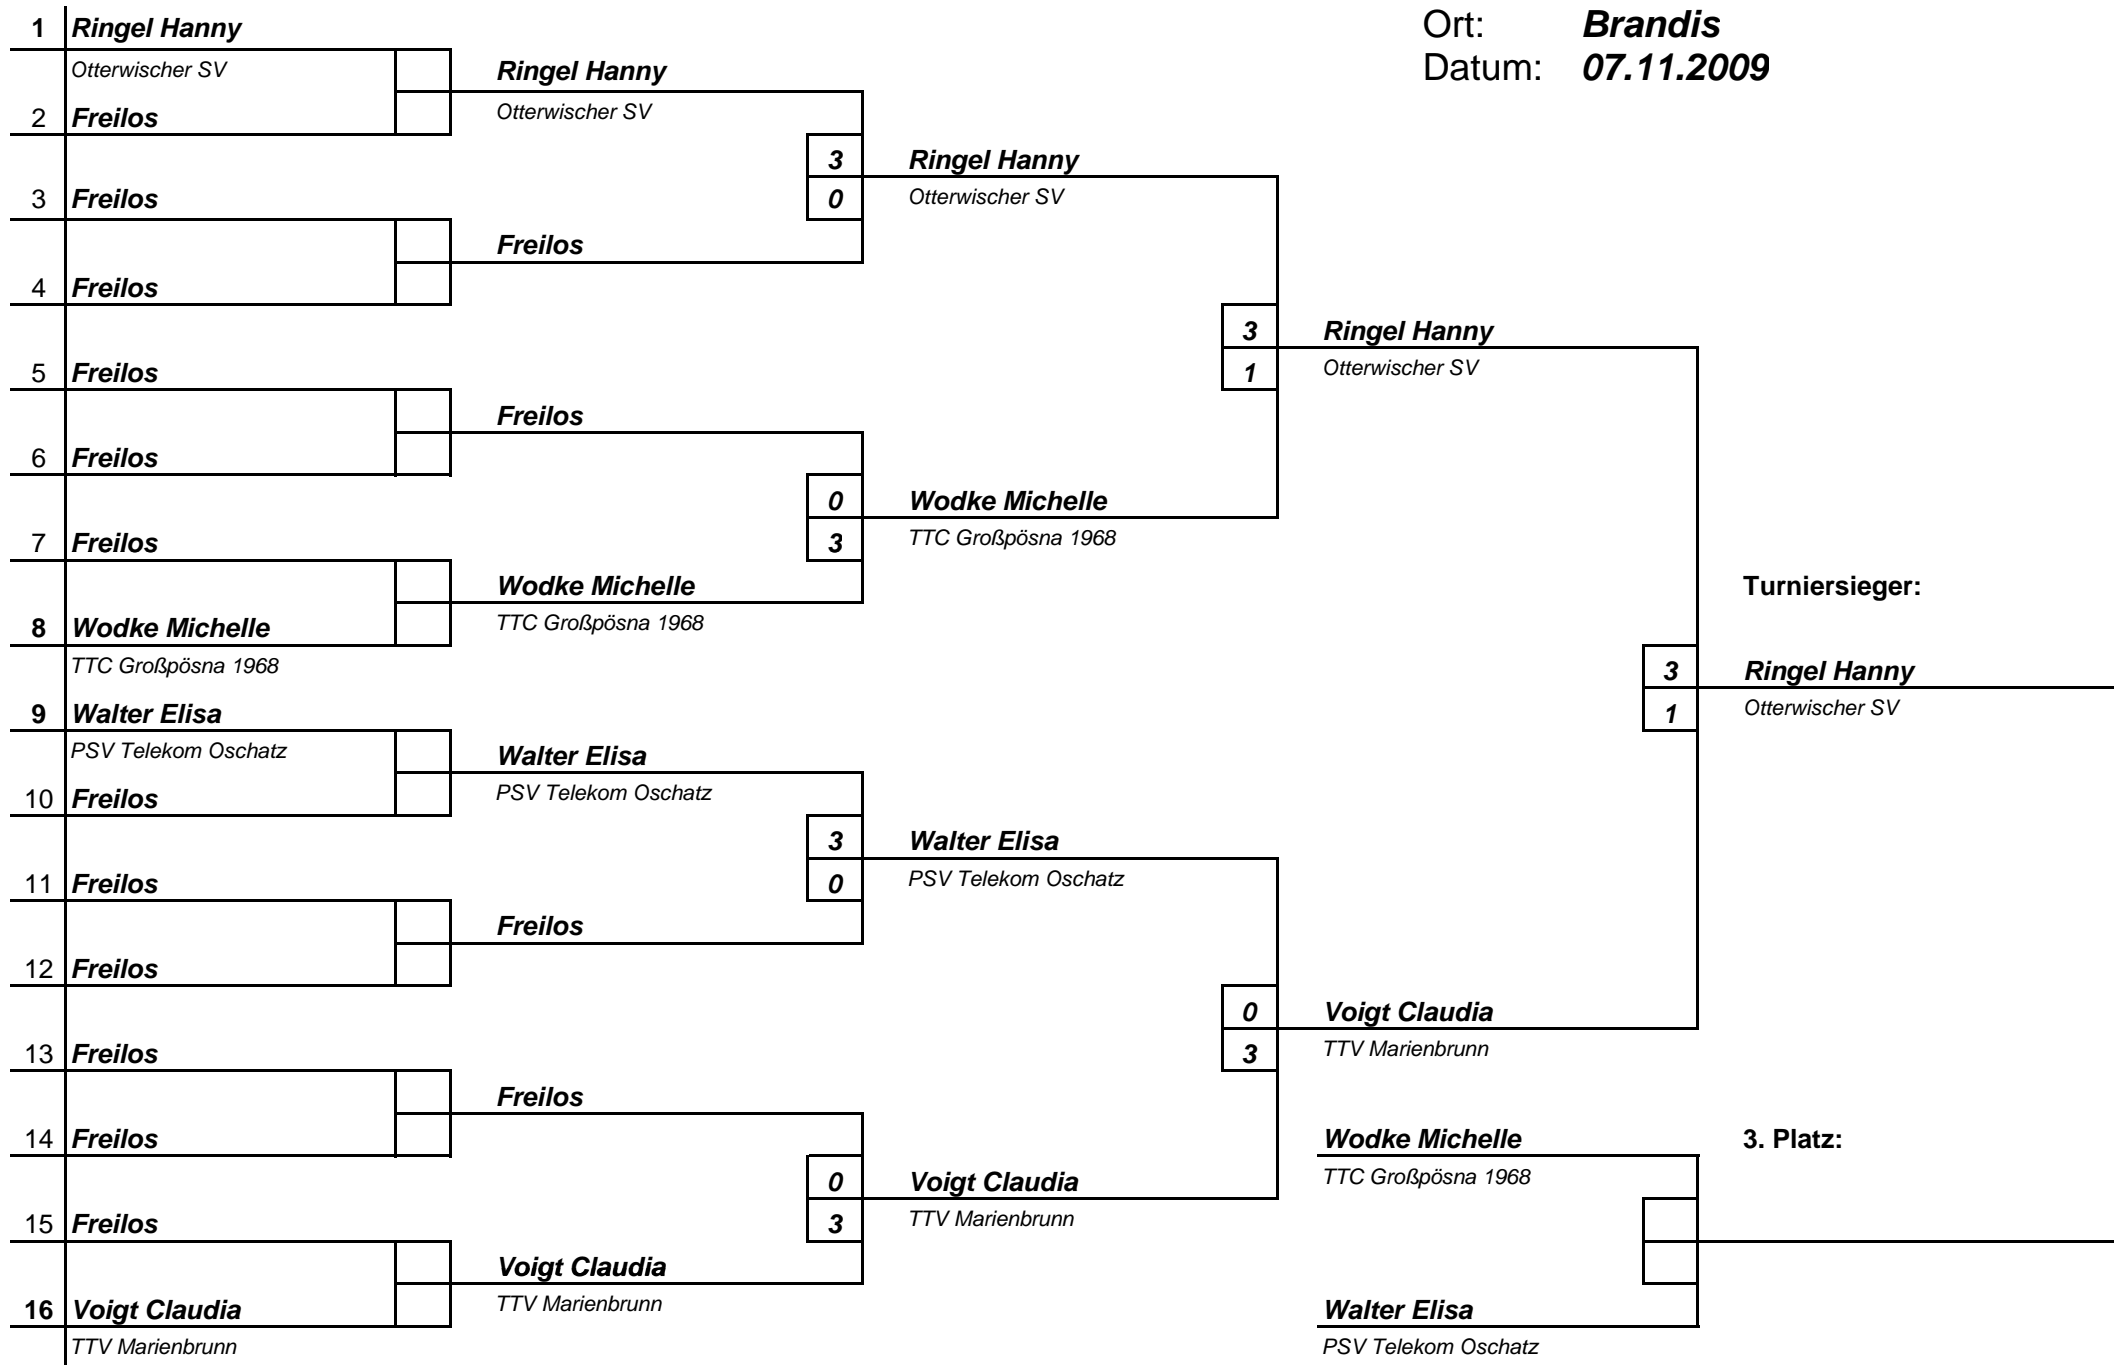 Ort: Brandis
Datum: 07.11.2009
1 Ringel Hanny
Otterwischer SV
2 Freilos
3 Freilos
4 Freilos
5 Freilos
6 Freilos
7 Freilos
8 Wodke Michelle
TTC Großpösna 1968
9 Walter Elisa
PSV Telekom Oschatz
10 Freilos
11 Freilos
12 Freilos
13 Freilos
14 Freilos
15 Freilos
16 Voigt Claudia
TTV Marienbrunn
Ringel Hanny
Otterwischer SV
Freilos
Freilos
Wodke Michelle
TTC Großpösna 1968
Walter Elisa
PSV Telekom Oschatz
Freilos
Freilos
Voigt Claudia
TTV Marienbrunn
3 Ringel Hanny
0 Otterwischer SV
0 Wodke Michelle
3 TTC Großpösna 1968
3 Walter Elisa
0 PSV Telekom Oschatz
0 Voigt Claudia
3 TTV Marienbrunn
3 Ringel Hanny
1 Otterwischer SV
0 Voigt Claudia
3 TTV Marienbrunn
Turniersieger:
3 Ringel Hanny
1 Otterwischer SV
Wodke Michelle
TTC Großpösna 1968
3. Platz:
Walter Elisa
PSV Telekom Oschatz